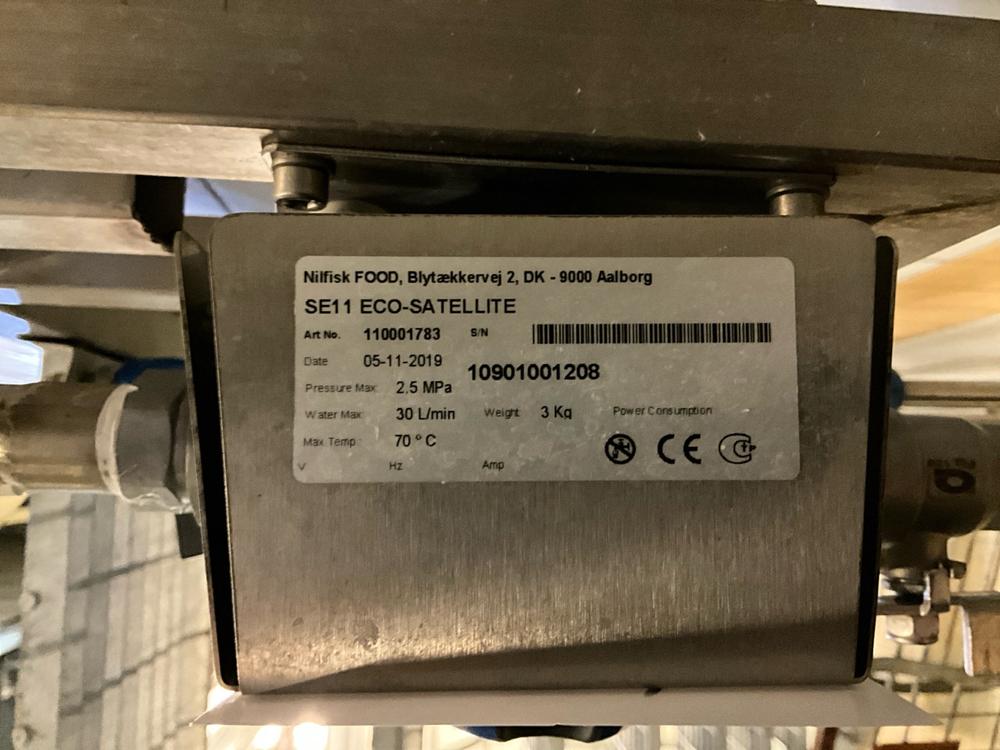 Nilfisk FOOD, Blytækkervej 2, DK - 9000 Aalborg
SE11 ECO-SATELLITE
Art No. 110001783 S/N
Date 05-11-2019 10901001208
Pressure Max: 2,5 MPa
Water Max: 30 L/min Weight: 3 Kg Power Consumption
Max Temp.: 70 º C
V Hz Amp
CE